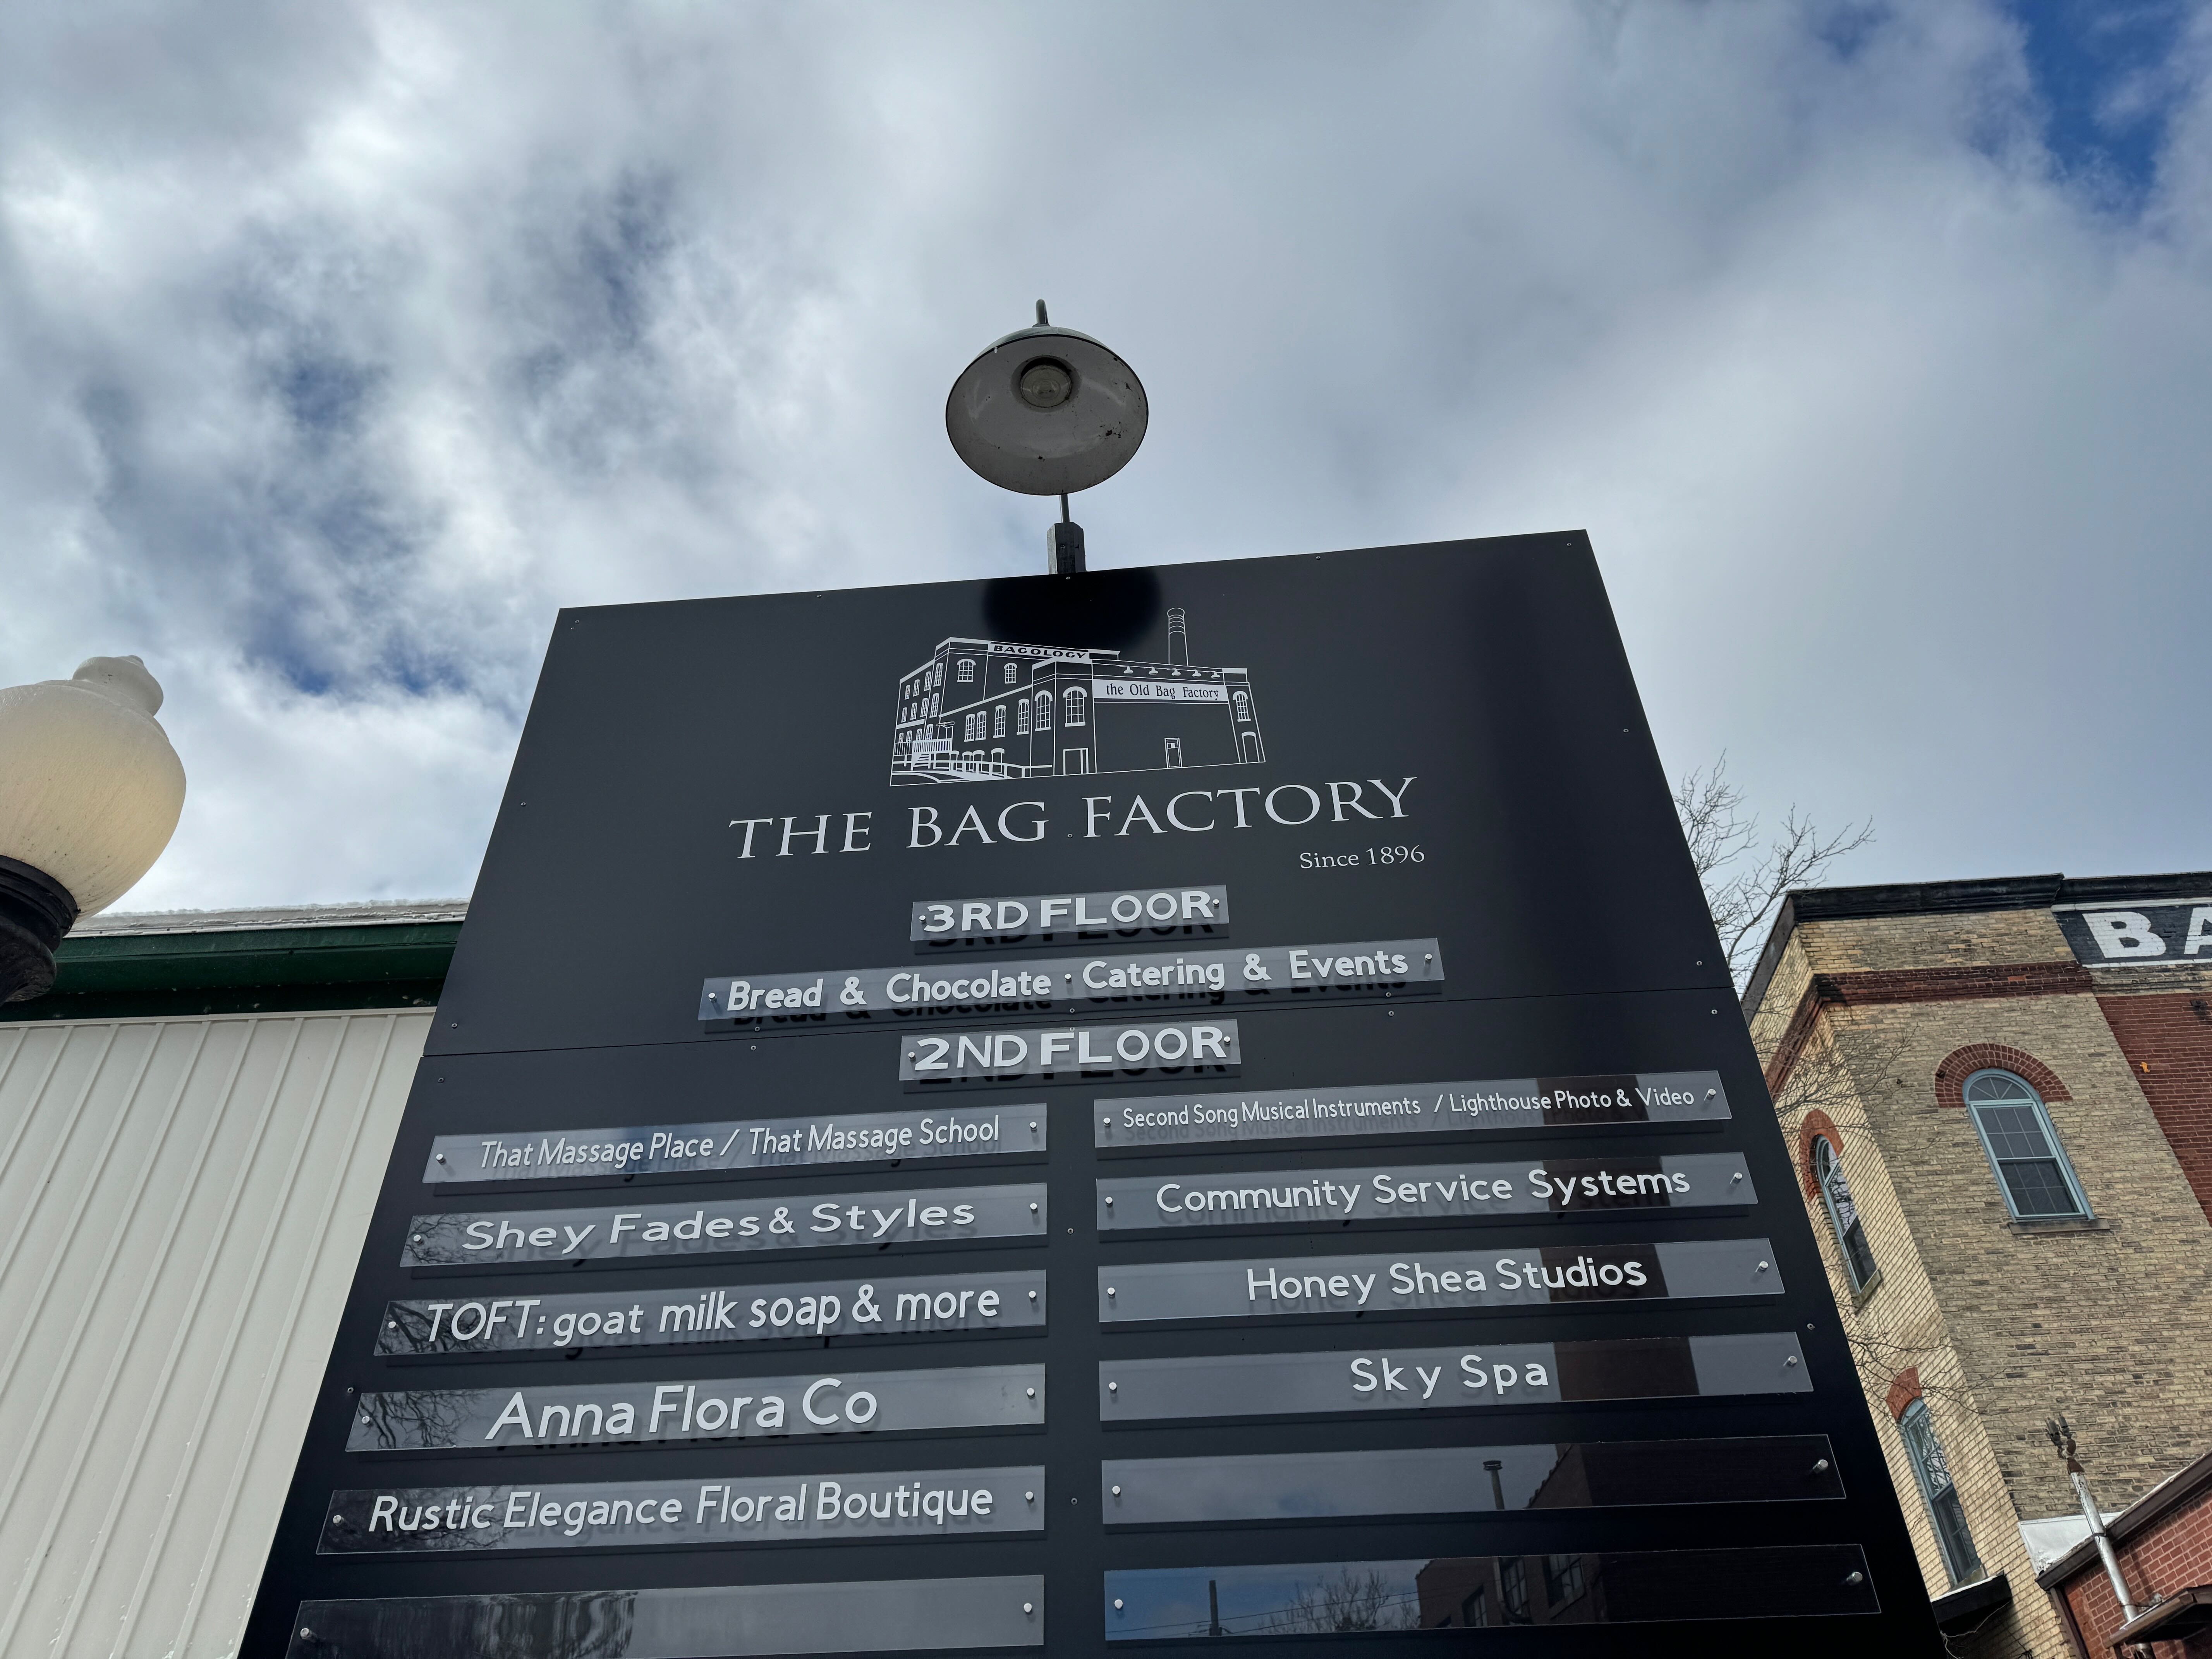 BAGOLOGY
the Old Bag Factory
THE BAG FACTORY
Since 1896
3RD FLOOR
Bread & Chocolate Catering & Events
2ND FLOOR
That Massage Place / That Massage School
Second Song Musical Instruments / Lighthouse Photo & Video
Shey Fades & Styles
Community Service Systems
TOFT: goat milk soap & more
Honey Shea Studios
Anna Flora Co
Sky Spa
Rustic Elegance Floral Boutique
BA